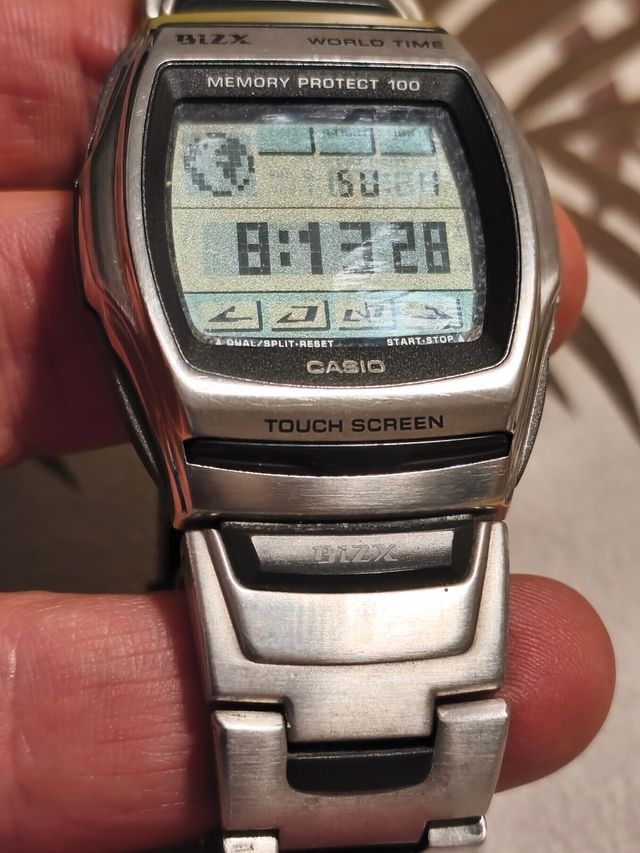 BiZX WORLD TIME
MEMORY PROTECT 100
SU
8:13 28
DUAL/SPLIT·RESET START·STOP
CASIO
TOUCH SCREEN
BiZX